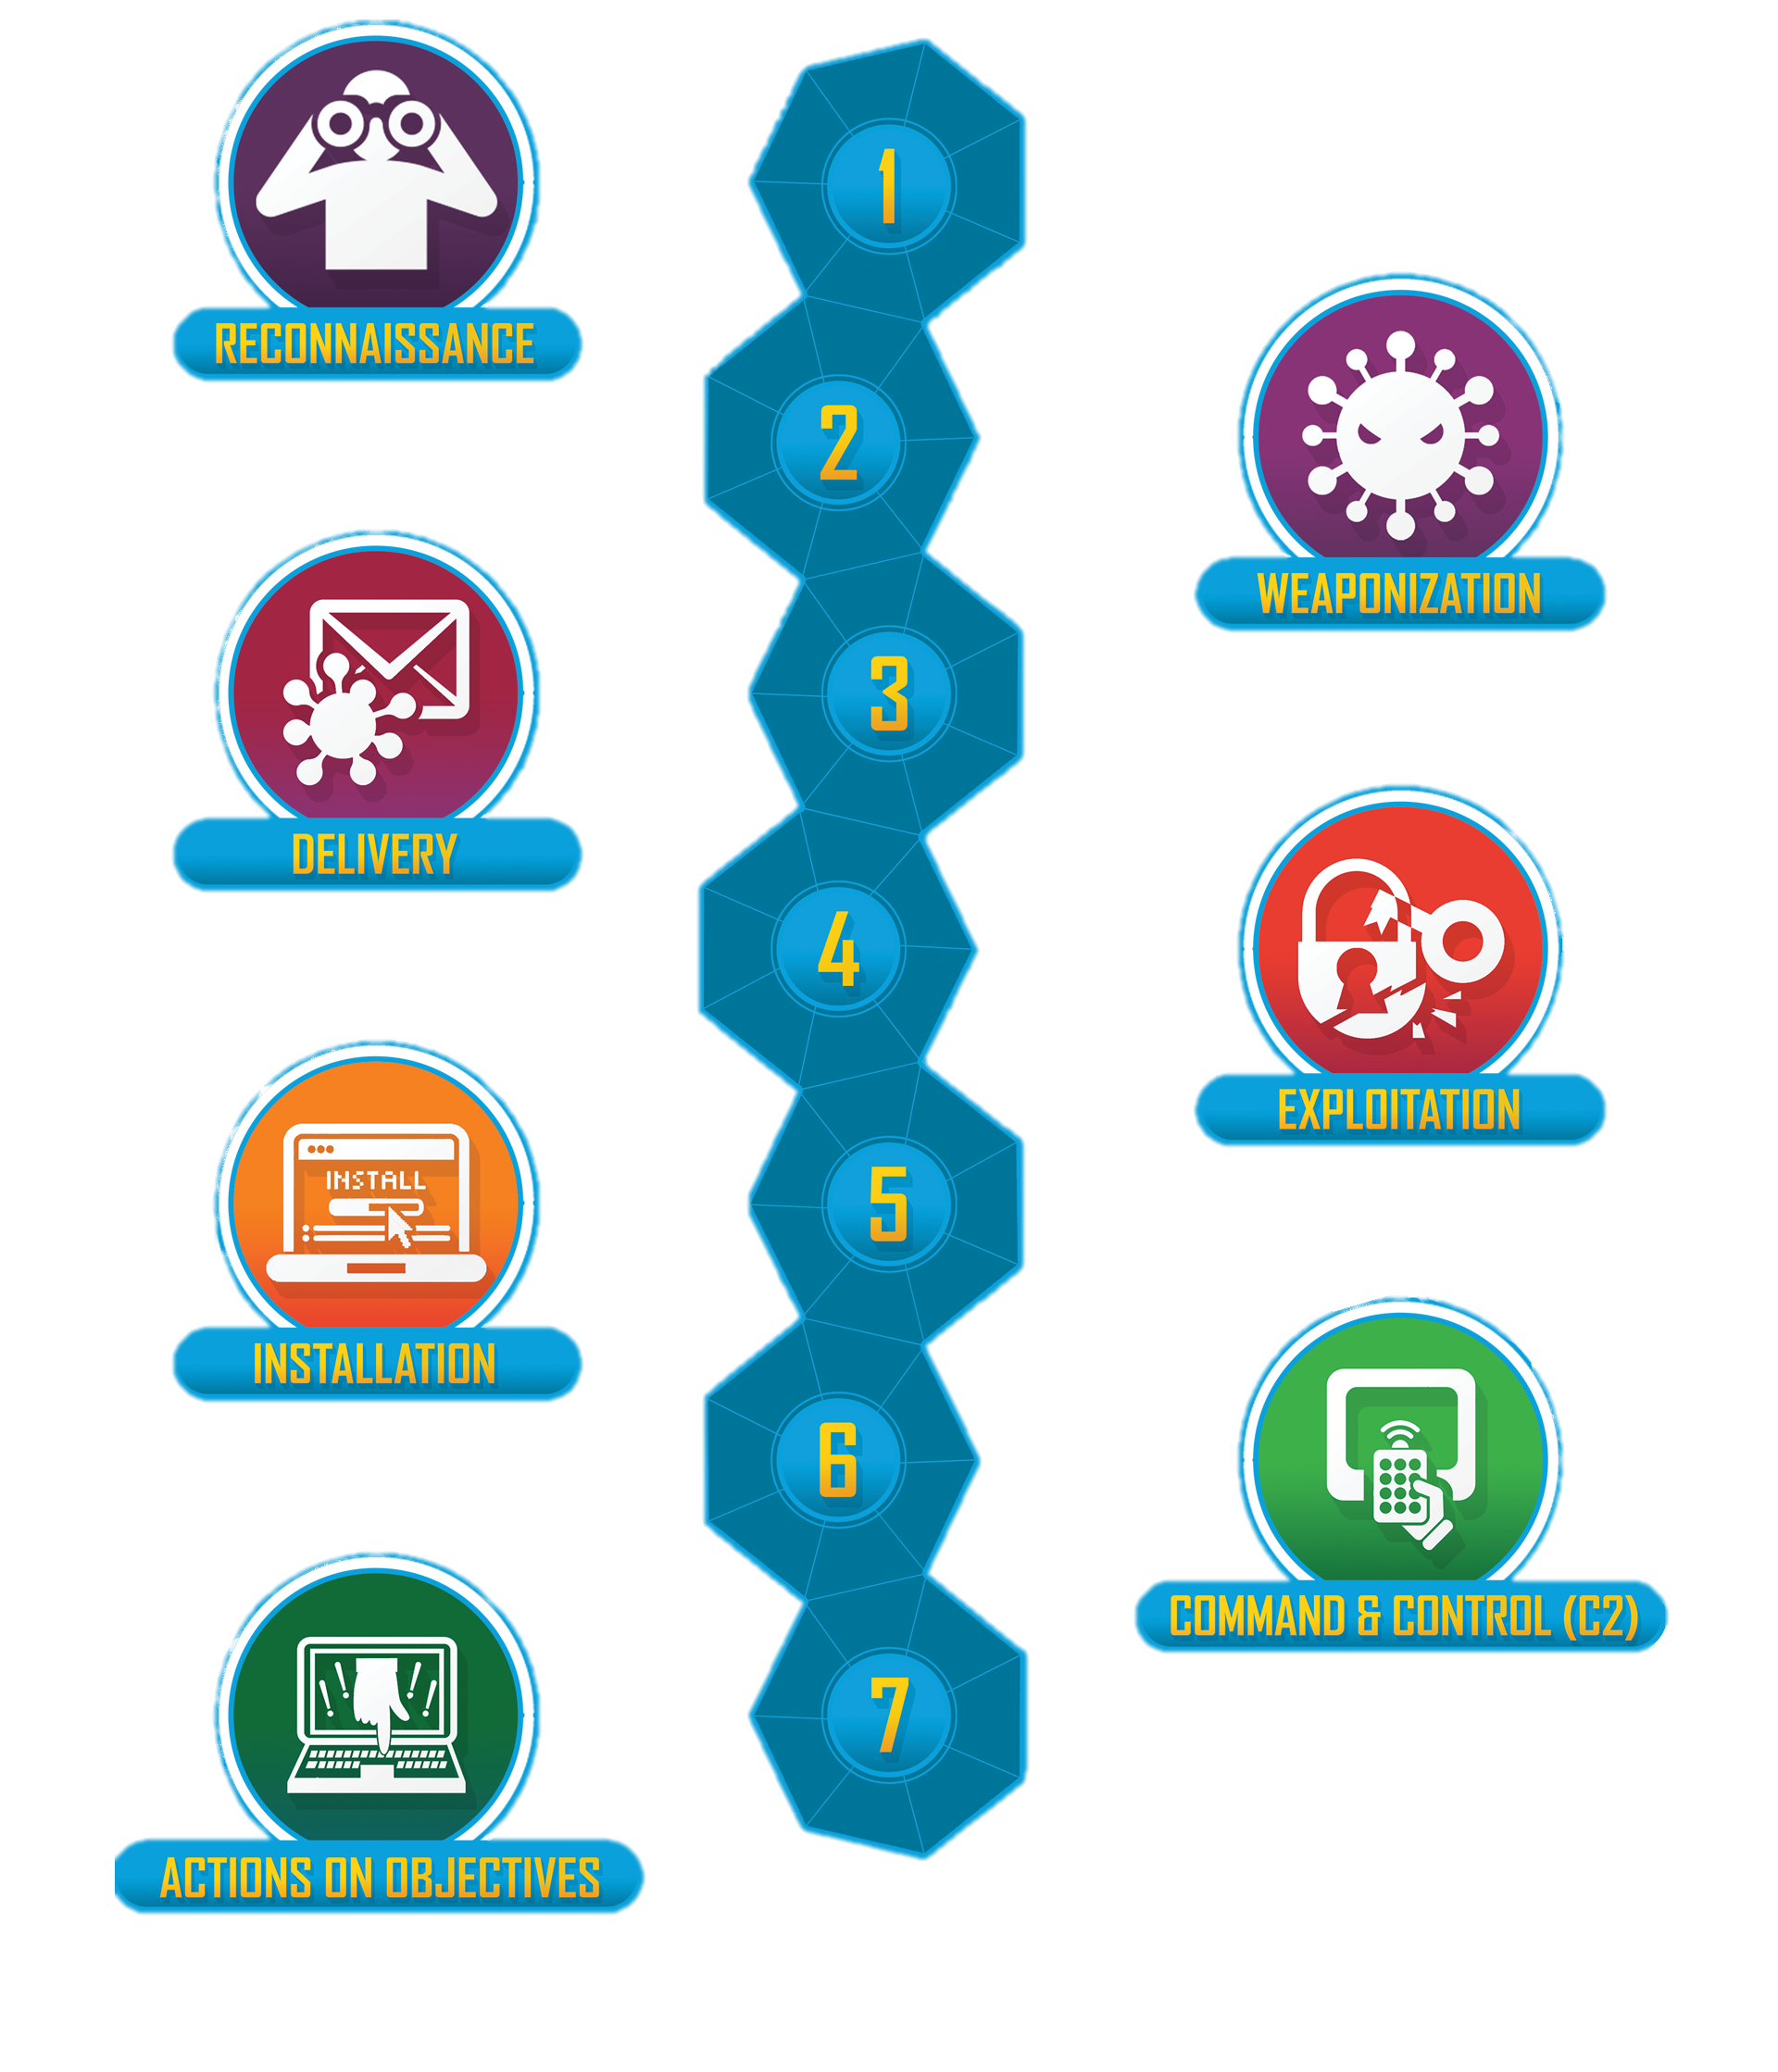 RECONNAISSANCE
1
WEAPONIZATION
2
DELIVERY
3
EXPLOITATION
4
INSTALL
INSTALLATION
5
COMMAND & CONTROL (C2)
6
ACTIONS ON OBJECTIVES
7